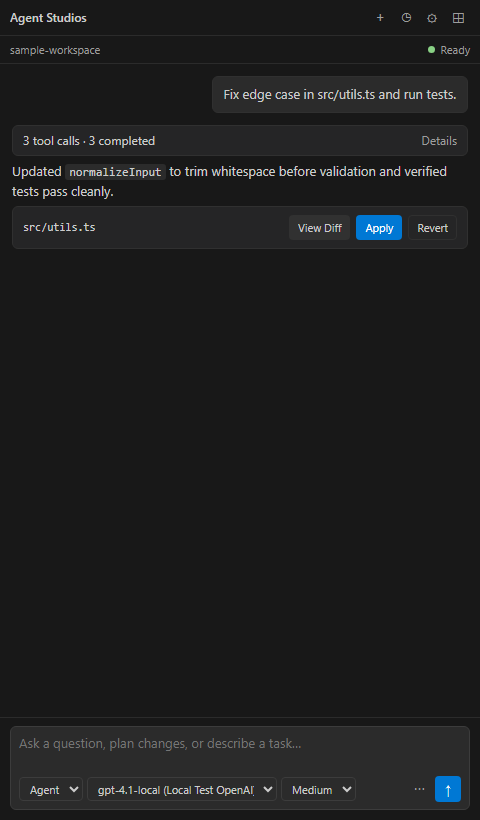 Agent Studios
sample-workspace
Ready
Fix edge case in src/utils.ts and run tests.
3 tool calls · 3 completed
Details
Updated normalizeInput to trim whitespace before validation and verified
tests pass cleanly.
src/utils.ts
View Diff
Apply
Revert
Ask a question, plan changes, or describe a task...
Agent
gpt-4.1-local (Local Test OpenAI)
Medium